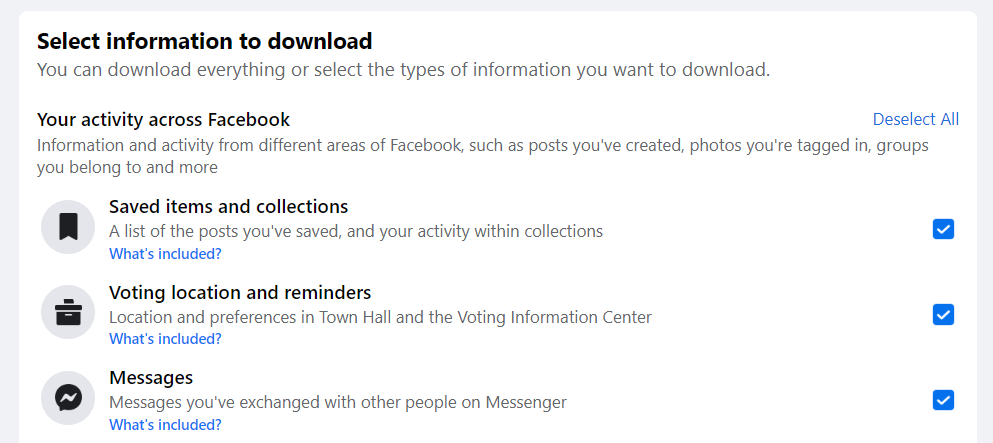 Select information to download
You can download everything or select the types of information you want to download.
Your activity across Facebook
Deselect All
Information and activity from different areas of Facebook, such as posts you've created, photos you're tagged in, groups
you belong to and more
Saved items and collections
A list of the posts you've saved, and your activity within collections
What's included?
Voting location and reminders
Location and preferences in Town Hall and the Voting Information Center
What's included?
Messages
Messages you've exchanged with other people on Messenger
What's included?